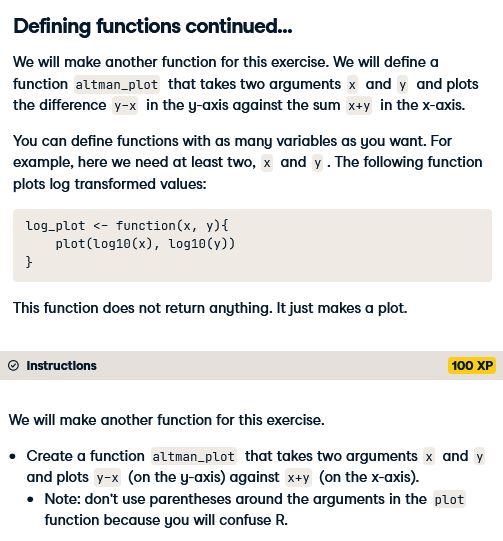 Defining functions continued...
We will make another function for this exercise. We will define a
function altman_plot that takes two arguments x and y and plots
the difference y-x in the y-axis against the sum x+y in the x-axis.
You can define functions with as many variables as you want. For
example, here we need at least two, x and y . The following function
plots log transformed values:
log_plot <- function(x, y){
    plot(log10(x), log10(y))
}
This function does not return anything. It just makes a plot.
Instructions 100 XP
We will make another function for this exercise.
• Create a function altman_plot that takes two arguments x and y
and plots y-x (on the y-axis) against x+y (on the x-axis).
• Note: don't use parentheses around the arguments in the plot
function because you will confuse R.